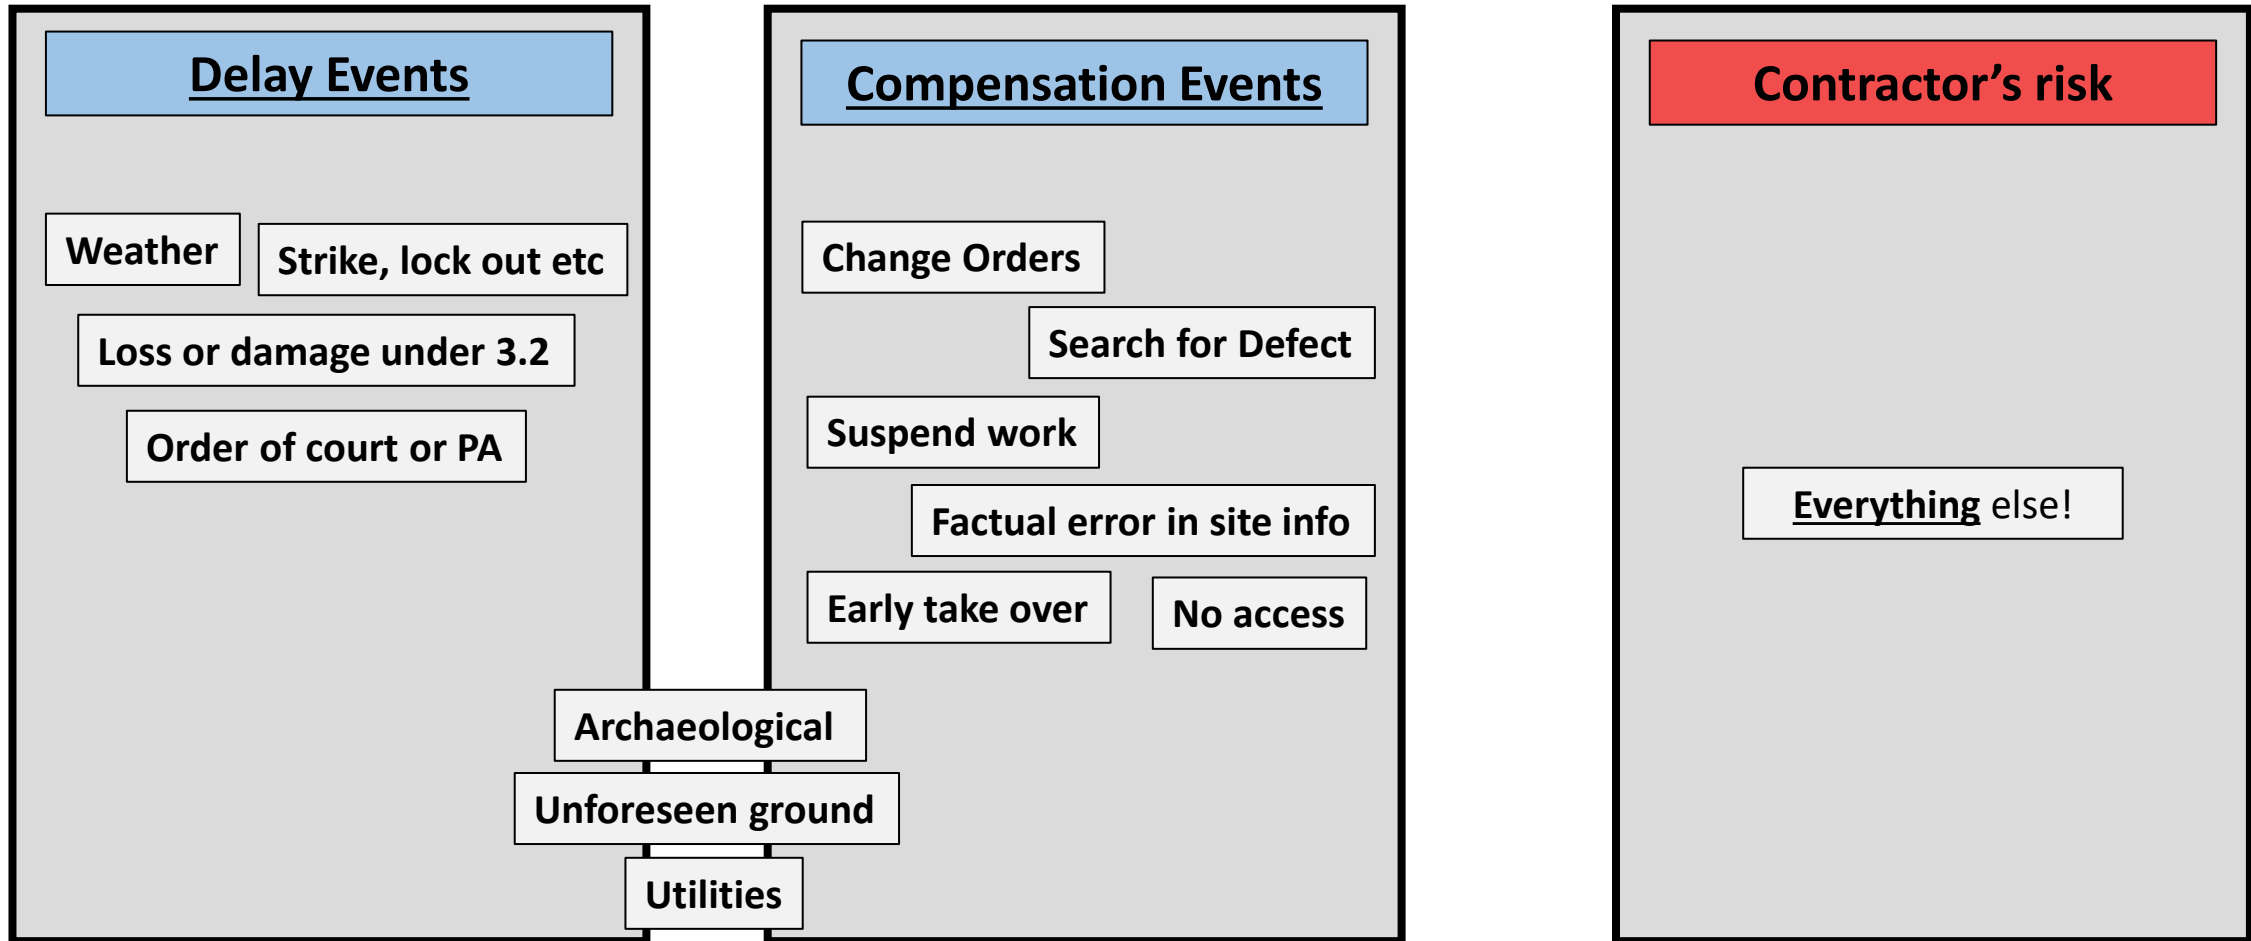 Delay Events
Weather
Strike, lock out etc
Loss or damage under 3.2
Order of court or PA
Compensation Events
Change Orders
Search for Defect
Suspend work
Factual error in site info
Early take over
No access
Archaeological
Unforeseen ground
Utilities
Contractor’s risk
Everything else!